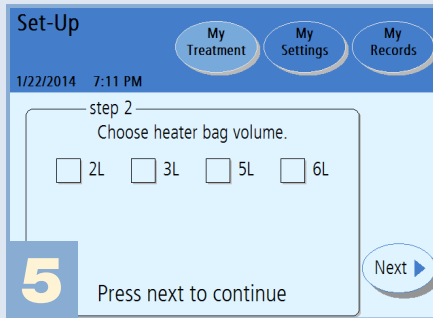 Set-Up
My Treatment
My Settings
My Records
1/22/2014 7:11 PM
step 2
Choose heater bag volume.
2L 3L 5L 6L
5
Next
Press next to continue